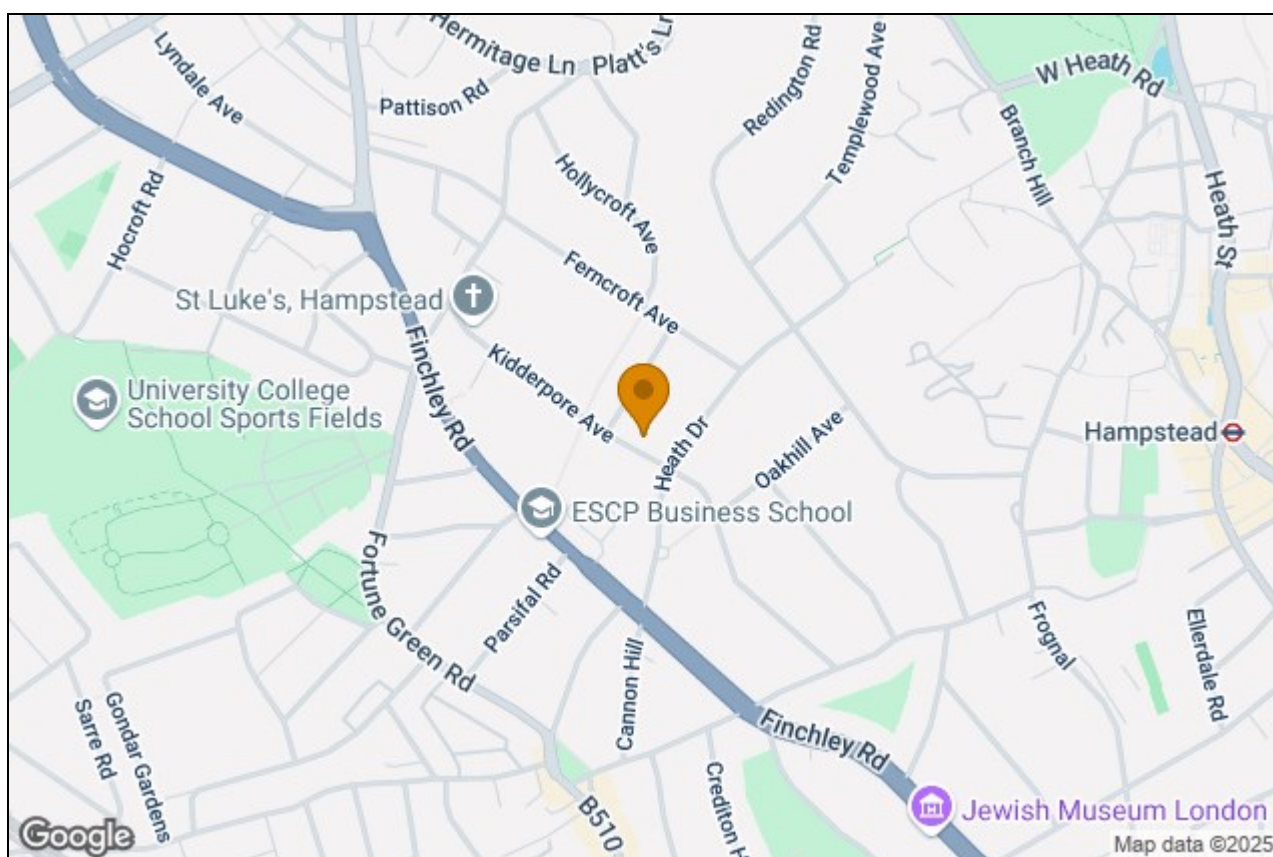 Hermitage Ln
Platt's Ln
Redington Rd
Templewood Ave
W Heath Rd
Lyndale Ave
Pattison Rd
Branch Hill
Hollycroft Ave
Heath St
Hocroft Rd
Ferncroft Ave
St Luke's, Hampstead
Finchley Rd
Kidderpore Ave
University College
School Sports Fields
Heath Dr
Oakhill Ave
Hampstead
ESCP Business School
Fortune Green Rd
Parsifal Rd
Frognal
Ellerdale Rd
Cannon Hill
Sarre Rd
Gondar Gardens
Finchley Rd
Crediton H
B510
Jewish Museum London
Google
Map data ©2025